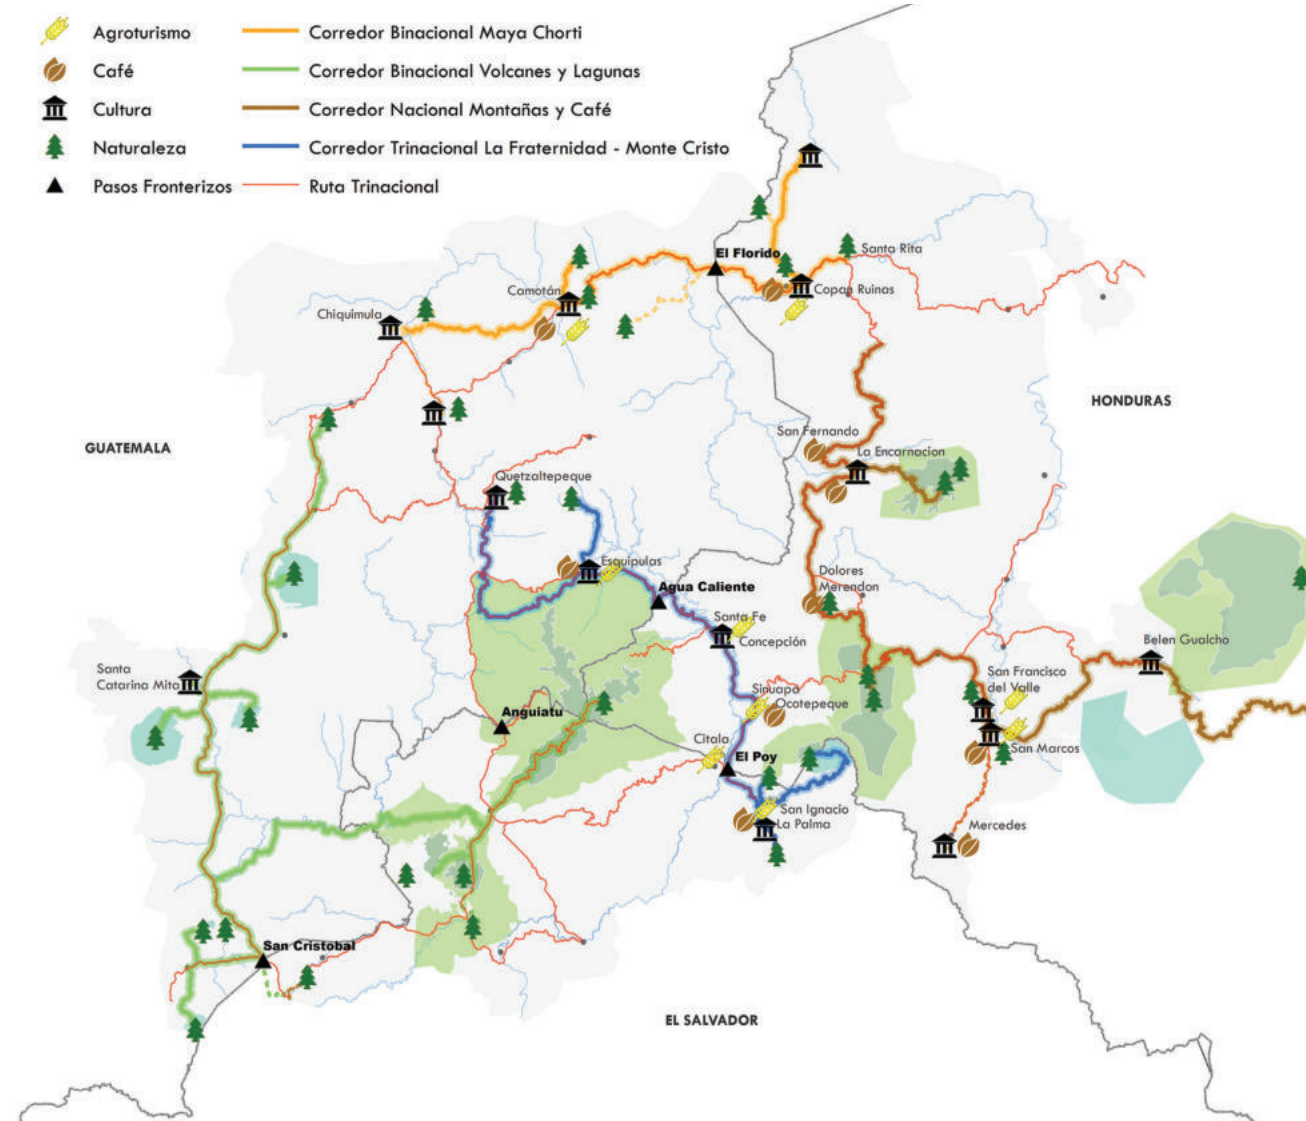 Agroturismo
Corredor Binacional Maya Chorti
Café
Corredor Binacional Volcanes y Lagunas
Cultura
Corredor Nacional Montañas y Café
Naturaleza
Corredor Trinacional La Fraternidad - Monte Cristo
Pasos Fronterizos
Ruta Trinacional
El Florido
Santa Rita
Camotán
Copan Ruinas
Chiquimula
HONDURAS
GUATEMALA
San Fernando
La Encarnacion
Quetzaltepeque
Esquipulas
Agua Caliente
Dolores
Merendon
Santa Fe
Concepción
Belen Gualcho
Santa
Catarina Mita
San Francisco
del Valle
Sinuapa
Ocotepeque
Anguiatu
Citala
El Poy
San Marcos
San Ignacio
La Palma
Mercedes
San Cristobal
EL SALVADOR